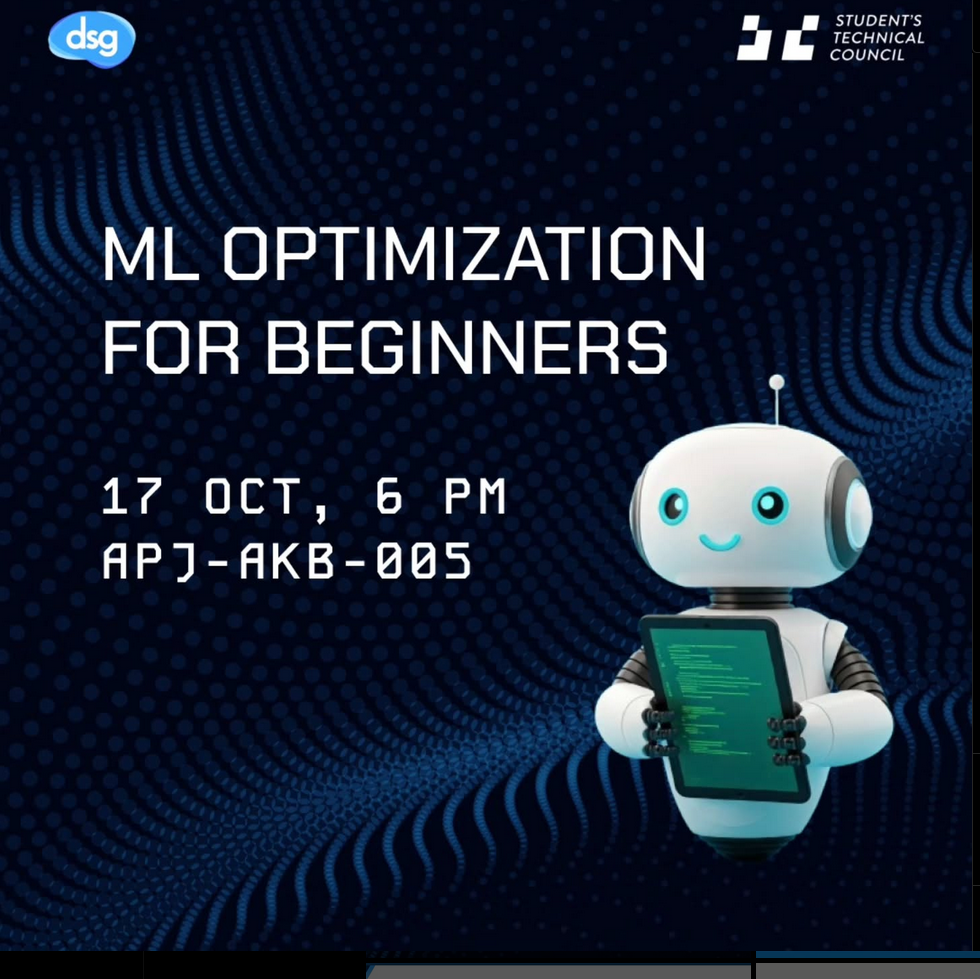 dsg
STUDENT'S
TECHNICAL
COUNCIL
ML OPTIMIZATION
FOR BEGINNERS
17 OCT, 6 PM
APJ-AKB-005